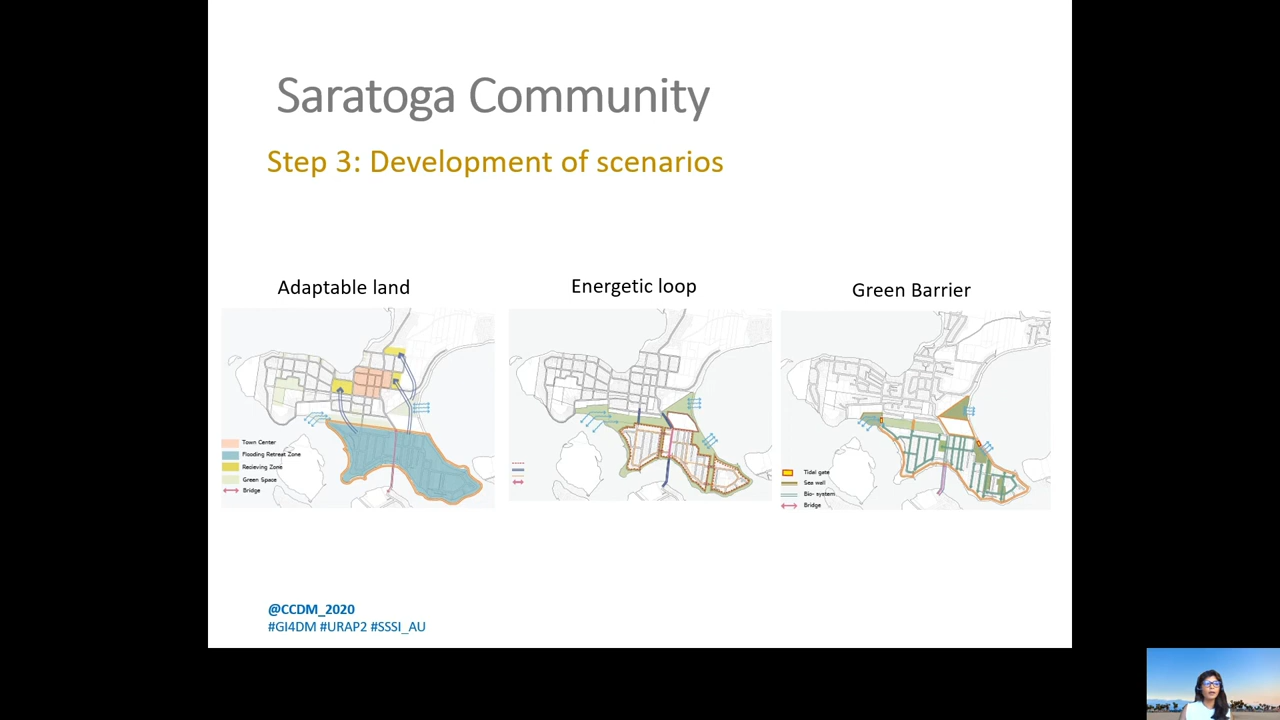 Saratoga Community
Step 3: Development of scenarios
Adaptable land
Energetic loop
Green Barrier
Town Center
Flooding Retreat Zone
Recieving Zone
Green Space
Bridge
Tidal gate
Sea wall
Bio- system
Bridge
@CCDM_2020
#GI4DM #URAP2 #SSSI_AU